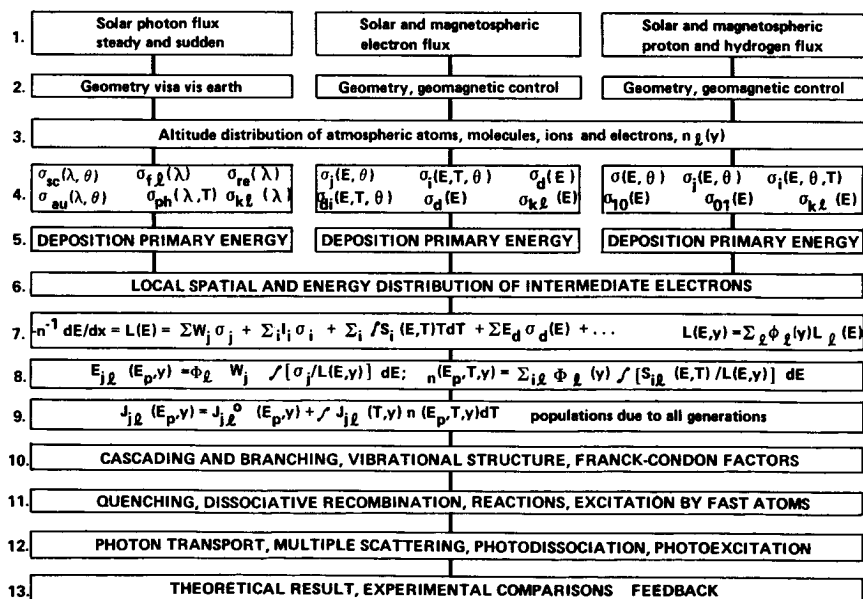 1. Solar photon flux steady and sudden
Solar and magnetospheric electron flux
Solar and magnetospheric proton and hydrogen flux
2. Geometry visa vis earth
Geometry, geomagnetic control
Geometry, geomagnetic control
3. Altitude distribution of atmospheric atoms, molecules, ions and electrons, n ℓ(y)
4. σsc(λ, θ) σfℓ(λ) σre(λ)
σau(λ, θ) σph(λ,T) σkℓ(λ)
σj(E, θ) σi(E,T, θ) σd(E)
σdi(E,T, θ) σd(E) σkℓ(E)
σ(E, θ) σj(E, θ) σi(E, θ,T)
σ10(E) σ01(E) σkℓ(E)
5. DEPOSITION PRIMARY ENERGY
DEPOSITION PRIMARY ENERGY
DEPOSITION PRIMARY ENERGY
6. LOCAL SPATIAL AND ENERGY DISTRIBUTION OF INTERMEDIATE ELECTRONS
7. -n⁻¹ dE/dx = L(E) = ΣWjσj + ΣiIiσi + Σi∫Si(E,T)TdT + ΣEdσd(E) + ... L(E,y) = Σℓϕℓ(y)Lℓ(E)
8. Ejℓ(Ep,y) = Φℓ Wj ∫[σj/L(E,y)] dE; n(Ep,T,y) = ΣiℓΦℓ(y) ∫[Siℓ(E,T)/L(E,y)] dE
9. Jjℓ(Ep,y) = Jjℓ⁰(Ep,y) + ∫Jjℓ(T,y) n(Ep,T,y)dT populations due to all generations
10. CASCADING AND BRANCHING, VIBRATIONAL STRUCTURE, FRANCK-CONDON FACTORS
11. QUENCHING, DISSOCIATIVE RECOMBINATION, REACTIONS, EXCITATION BY FAST ATOMS
12. PHOTON TRANSPORT, MULTIPLE SCATTERING, PHOTODISSOCIATION, PHOTOEXCITATION
13. THEORETICAL RESULT, EXPERIMENTAL COMPARISONS FEEDBACK